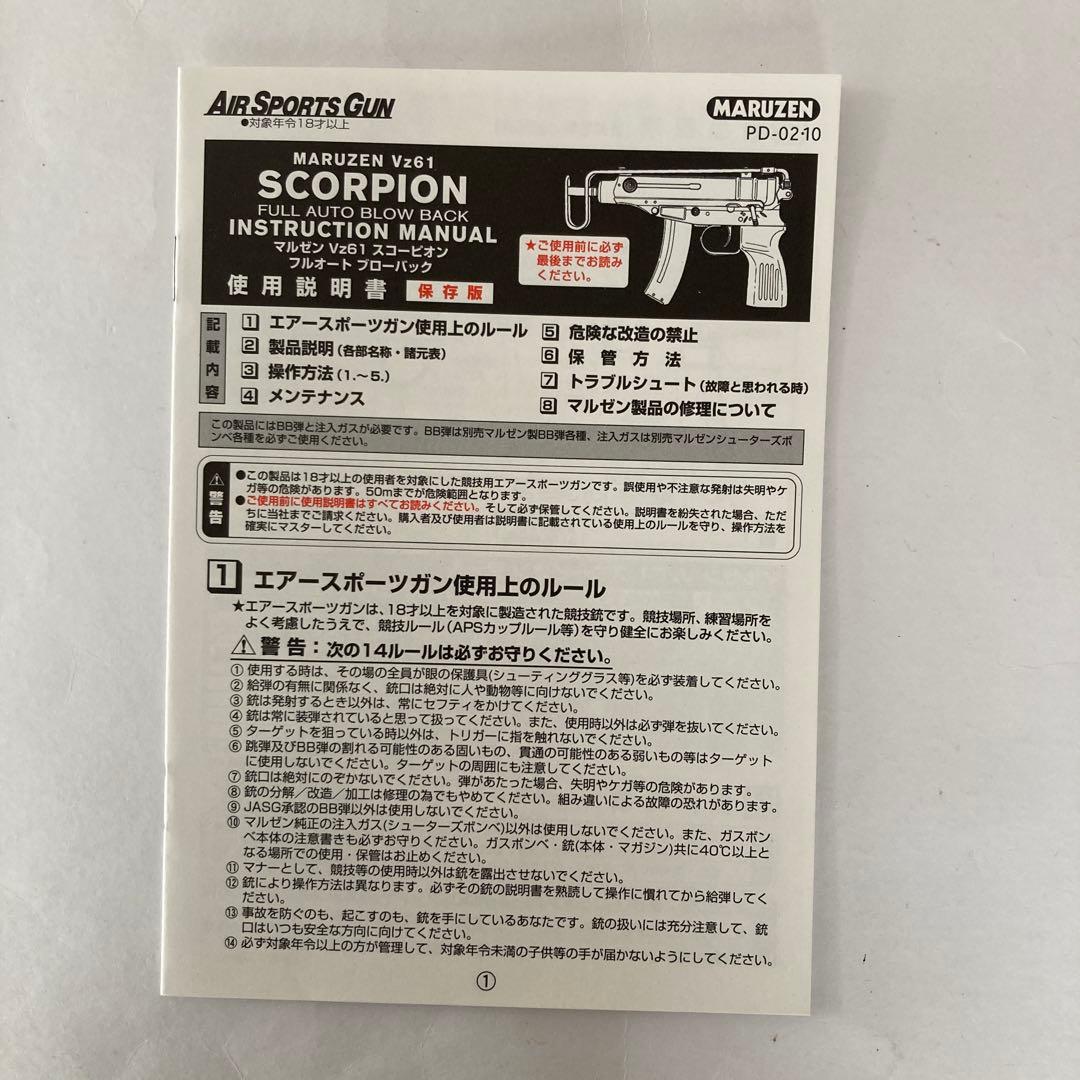 AIR SPORTS GUN
●対象年令18才以上
MARUZEN
PD-02・10
MARUZEN Vz61
SCORPION
FULL AUTO BLOW BACK
INSTRUCTION MANUAL
マルゼン Vz61 スコーピオン
フルオート ブローバック
使用説明書 保存版
★ご使用前に必ず
最後までお読み
ください。
記載内容
1 エアースポーツガン使用上のルール
2 製品説明(各部名称・諸元表)
3 操作方法(1.〜5.)
4 メンテナンス
5 危険な改造の禁止
6 保管方法
7 トラブルシュート(故障と思われる時)
8 マルゼン製品の修理について
この製品にはBB弾と注入ガスが必要です。BB弾は別売マルゼン製BB弾各種、注入ガスは別売マルゼンシューターズボ
ンベ各種を必ずご使用ください。
⚠警告
●この製品は18才以上の使用者を対象にした競技用エアースポーツガンです。誤使用や不注意な発射は失明やケ
ガ等の危険があります。50mまでが危険範囲となります。
●ご使用前に使用説明書はすべてお読みください。そして必ず保管してください。説明書を紛失された場合、ただ
ちに当社までご請求ください。購入者及び使用者は説明書に記載されている使用上のルールを守り、操作方法を
確実にマスターしてください。
1 エアースポーツガン使用上のルール
★エアースポーツガンは、18才以上を対象に製造された競技銃です。競技場所、練習場所を
よく考慮したうえで、競技ルール(APSカップルール等)を守り健全にお楽しみください。
⚠警告：次の14ルールは必ずお守りください。
① 使用する時は、その場の全員が眼の保護具(シューティンググラス等)を必ず装着してください。
② 給弾の有無に関係なく、銃口は絶対に人や動物等に向けないでください。
③ 銃は発射するとき以外は、常にセフティをかけてください。
④ 銃は常に装弾されていると思って扱ってください。また、使用時以外は必ず弾を抜いてください。
⑤ ターゲットを狙っている時以外は、トリガーに指を触れないでください。
⑥ 跳弾及びBB弾の割れる可能性のある固いもの、貫通の可能性のある弱いもの等はターゲット
に使用しないでください。ターゲットの周囲にも注意してください。
⑦ 銃口は絶対にのぞかないでください。弾があたった場合、失明やケガ等の危険があります。
⑧ 銃の分解／改造／加工は修理の為でもやめてください。組み違いによる故障の恐れがあります。
⑨ JASG承認のBB弾以外は使用しないでください。
⑩ マルゼン純正の注入ガス(シューターズボンベ)以外は使用しないでください。また、ガスボン
ベ本体の注意書きも必ずお守りください。ガスボンベ・銃(本体・マガジン)共に40℃以上と
なる場所での使用・保管はお止めください。
⑪ マナーとして、競技等の使用時以外は銃を露出させないでください。
⑫ 銃により操作方法は異なります。必ずその銃の説明書を熟読して操作に慣れてから給弾してく
ださい。
⑬ 事故を防ぐのも、起こすのも、銃を手にしているあなたです。銃の扱いには充分注意して、銃
口はいつも安全な方向に向けてください。
⑭ 必ず対象年令以上の方が管理して、対象年令未満の子供等の手が届かないようにしてください。
①